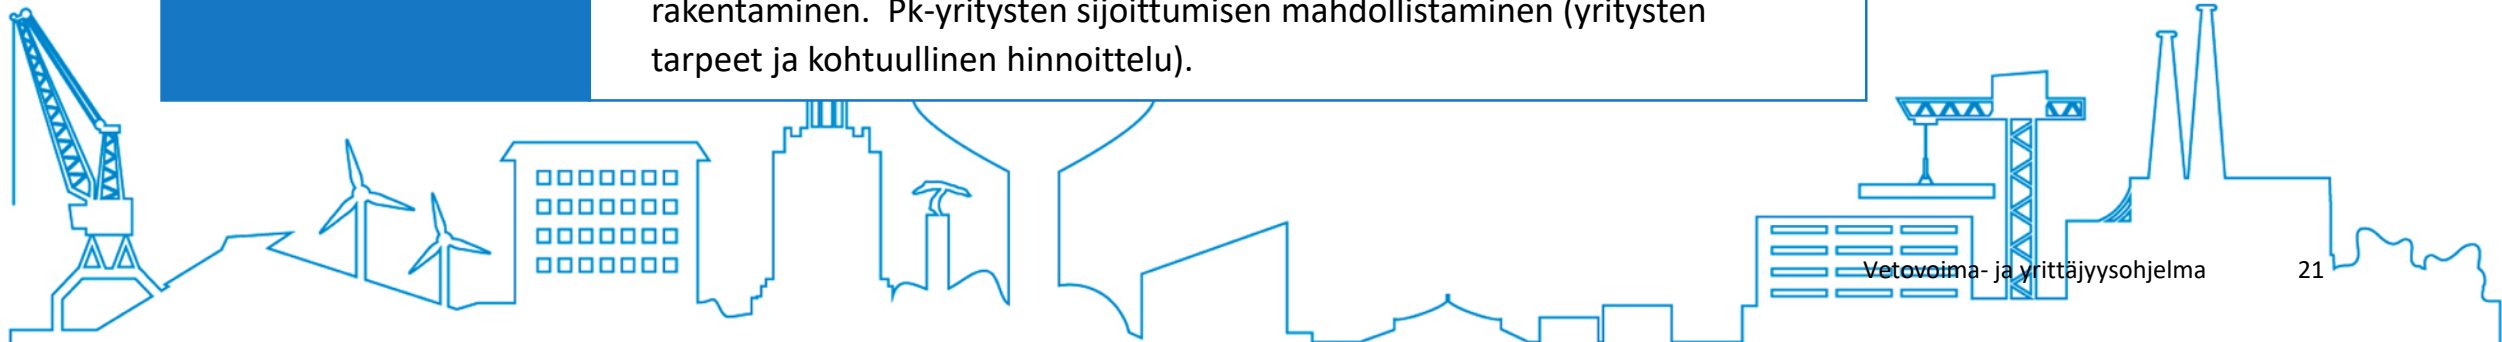 rakentaminen.  Pk-yritysten sijoittumisen mahdollistaminen (yritysten
tarpeet ja kohtuullinen hinnoittelu).
Vetovoima- ja yrittäjyysohjelma 21